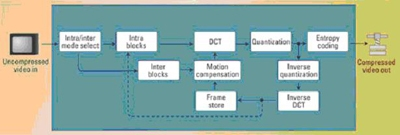 Uncompressed
video in
Intra/inter
mode select
Intra
blocks
DCT
Quantization
Entropy
coding
Compressed
video out
Inter
blocks
Motion
compensation
Inverse
quantization
Frame
store
Inverse
DCT